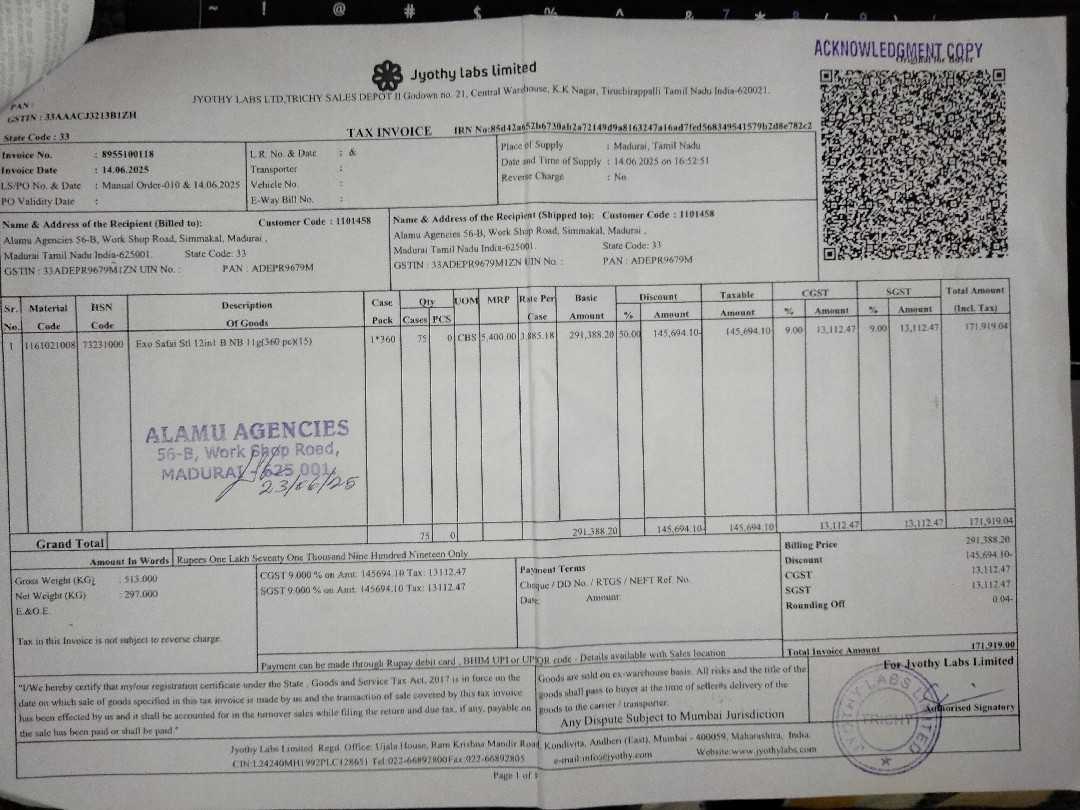 ACKNOWLEDGMENT COPY
Original for Buyer
Jyothy labs limited
JYOTHY LABS LTD,TRICHY SALES DEPOT II Godown no. 21, Central Warehouse, K.K Nagar, Tiruchirappalli Tamil Nadu India-620021.
PAN :
GSTIN : 33AAACJ3213B1ZH
State Code : 33
TAX INVOICE
IRN No:
Invoice No. : 8955100118
Invoice Date : 14.06.2025
LS/PO No. & Date : Manual Order-010 & 14.06.2025
PO Validity Date :
L.R. No. & Date : &
Transporter :
Vehicle No. :
E-Way Bill No. :
Place of Supply : Madurai, Tamil Nadu
Date and Time of Supply : 14.06.2025 on 16:52:51
Reverse Charge : No
Name & Address of the Recipient (Billed to): Customer Code : 1101458
Alamu Agencies 56-B, Work Shop Road, Simmakal, Madurai ,
Madurai Tamil Nadu India-625001. State Code: 33
GSTIN : 33ADEPR9679M1ZN UIN No. : PAN : ADEPR9679M
Name & Address of the Recipient (Shipped to): Customer Code : 1101458
Alamu Agencies 56-B, Work Shop Road, Simmakal, Madurai ,
Madurai Tamil Nadu India-625001. State Code: 33
GSTIN : 33ADEPR9679M1ZN UIN No. : PAN : ADEPR9679M
Sr. No. Material Code HSN Code Description Of Goods Case Pack Qty Cases PCS UOM MRP Rate Per Case Basic Amount Discount % Amount Taxable Amount CGST % Amount SGST % Amount Total Amount (Incl. Tax)
1 1161021008 73231000 Exo Safai Stl 12in1 B NB 11g(360 pc)(15) 1*360 75 0 CBS 5,400.00 3,885.18 291,388.20 50.00 145,694.10- 145,694.10- 9.00 13,112.47 9.00 13,112.47 171,919.04
ALAMU AGENCIES
56-B, Work Shop Road,
MADURAI - 625 001.
23/06/25
Grand Total 75 0 291,388.20 145,694.10- 145,694.10 13,112.47 13,112.47 171,919.04
Amount In Words Rupees One Lakh Seventy One Thousand Nine Hundred Nineteen Only
Gross Weight (KG) : 513.000
Net Weight (KG) : 297.000
E.&O.E.
Tax in this Invoice is not subject to reverse charge.
CGST 9.000 % on Amt: 145694.10 Tax: 13112.47
SGST 9.000 % on Amt: 145694.10 Tax: 13112.47
Payment Terms
Cheque / DD No. / RTGS / NEFT Ref. No.
Date: Amount:
Billing Price 291,388.20
Discount 145,694.10-
CGST 13,112.47
SGST 13,112.47
Rounding Off 0.04-
Total Invoice Amount 171,919.00
Payment can be made through Rupay debit card , BHIM UPI or UPIQR code - Details available with Sales location
"I/We hereby certify that my/our registration certificate under the State , Goods and Service Tax Act, 2017 is in force on the
date on which sale of goods specified in this tax invoice is made by us and the transaction of sale covered by this tax invoice
has been effected by us and it shall be accounted for in the turnover sales while filing the return and due tax, if any, payable on
the sale has been paid or shall be paid "
Goods are sold on ex-warehouse basis. All risks and the title of the
goods shall pass to buyer at the time of sellers delivery of the
goods to the carrier / transporter.
Any Dispute Subject to Mumbai Jurisdiction
For Jyothy Labs Limited
JYOTHY LABS LIMITED
TRICHY
Authorised Signatory
Jyothy Labs Limited Regd. Office: Ujala House, Ram Krishna Mandir Road, Kondivita, Andheri (East), Mumbai - 400059, Maharashtra, India.
CIN:L24240MH1992PLC128651 Tel:022-66892800Fax:022-66892805 e-mail:info@jyothy.com Website:www.jyothylabs.com
Page 1 of 1